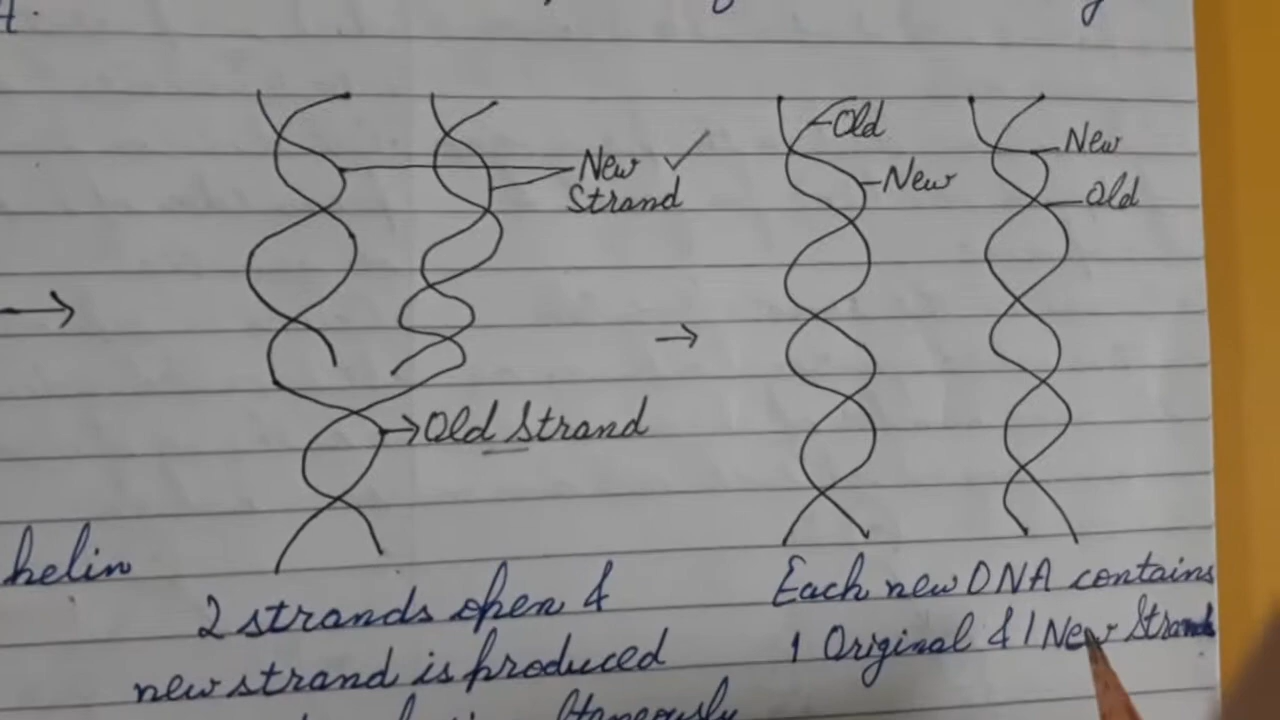 New
Strand
Old Strand
Old
New
New
Old
helin
2 strands open &
new strand is produced
Each new DNA contains
1 Original & 1 New Strand